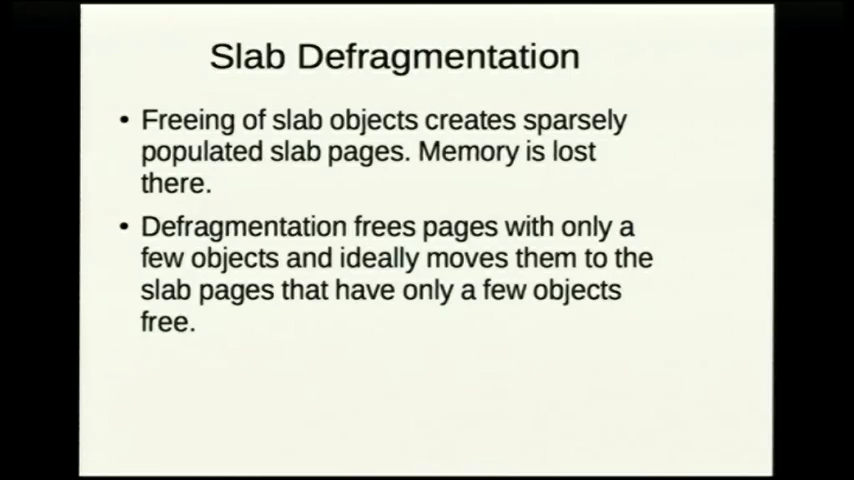 Slab Defragmentation
• Freeing of slab objects creates sparsely
populated slab pages. Memory is lost
there.
• Defragmentation frees pages with only a
few objects and ideally moves them to the
slab pages that have only a few objects
free.